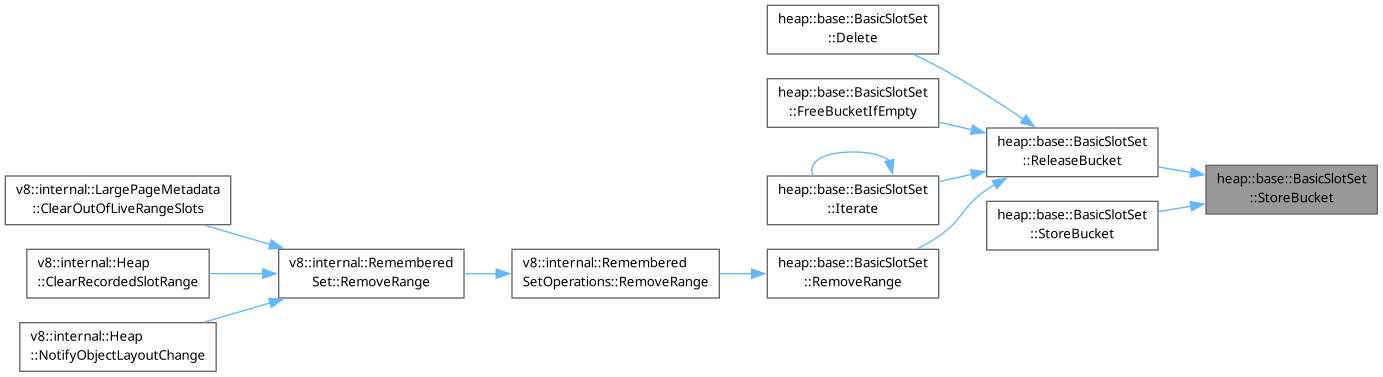 heap::base::BasicSlotSet
::Delete
heap::base::BasicSlotSet
::FreeBucketIfEmpty
heap::base::BasicSlotSet
::ReleaseBucket
v8::internal::LargePageMetadata
::ClearOutOfLiveRangeSlots
heap::base::BasicSlotSet
::Iterate
heap::base::BasicSlotSet
::StoreBucket
heap::base::BasicSlotSet
::StoreBucket
v8::internal::Heap
::ClearRecordedSlotRange
v8::internal::Remembered
Set::RemoveRange
v8::internal::Remembered
SetOperations::RemoveRange
heap::base::BasicSlotSet
::RemoveRange
v8::internal::Heap
::NotifyObjectLayoutChange